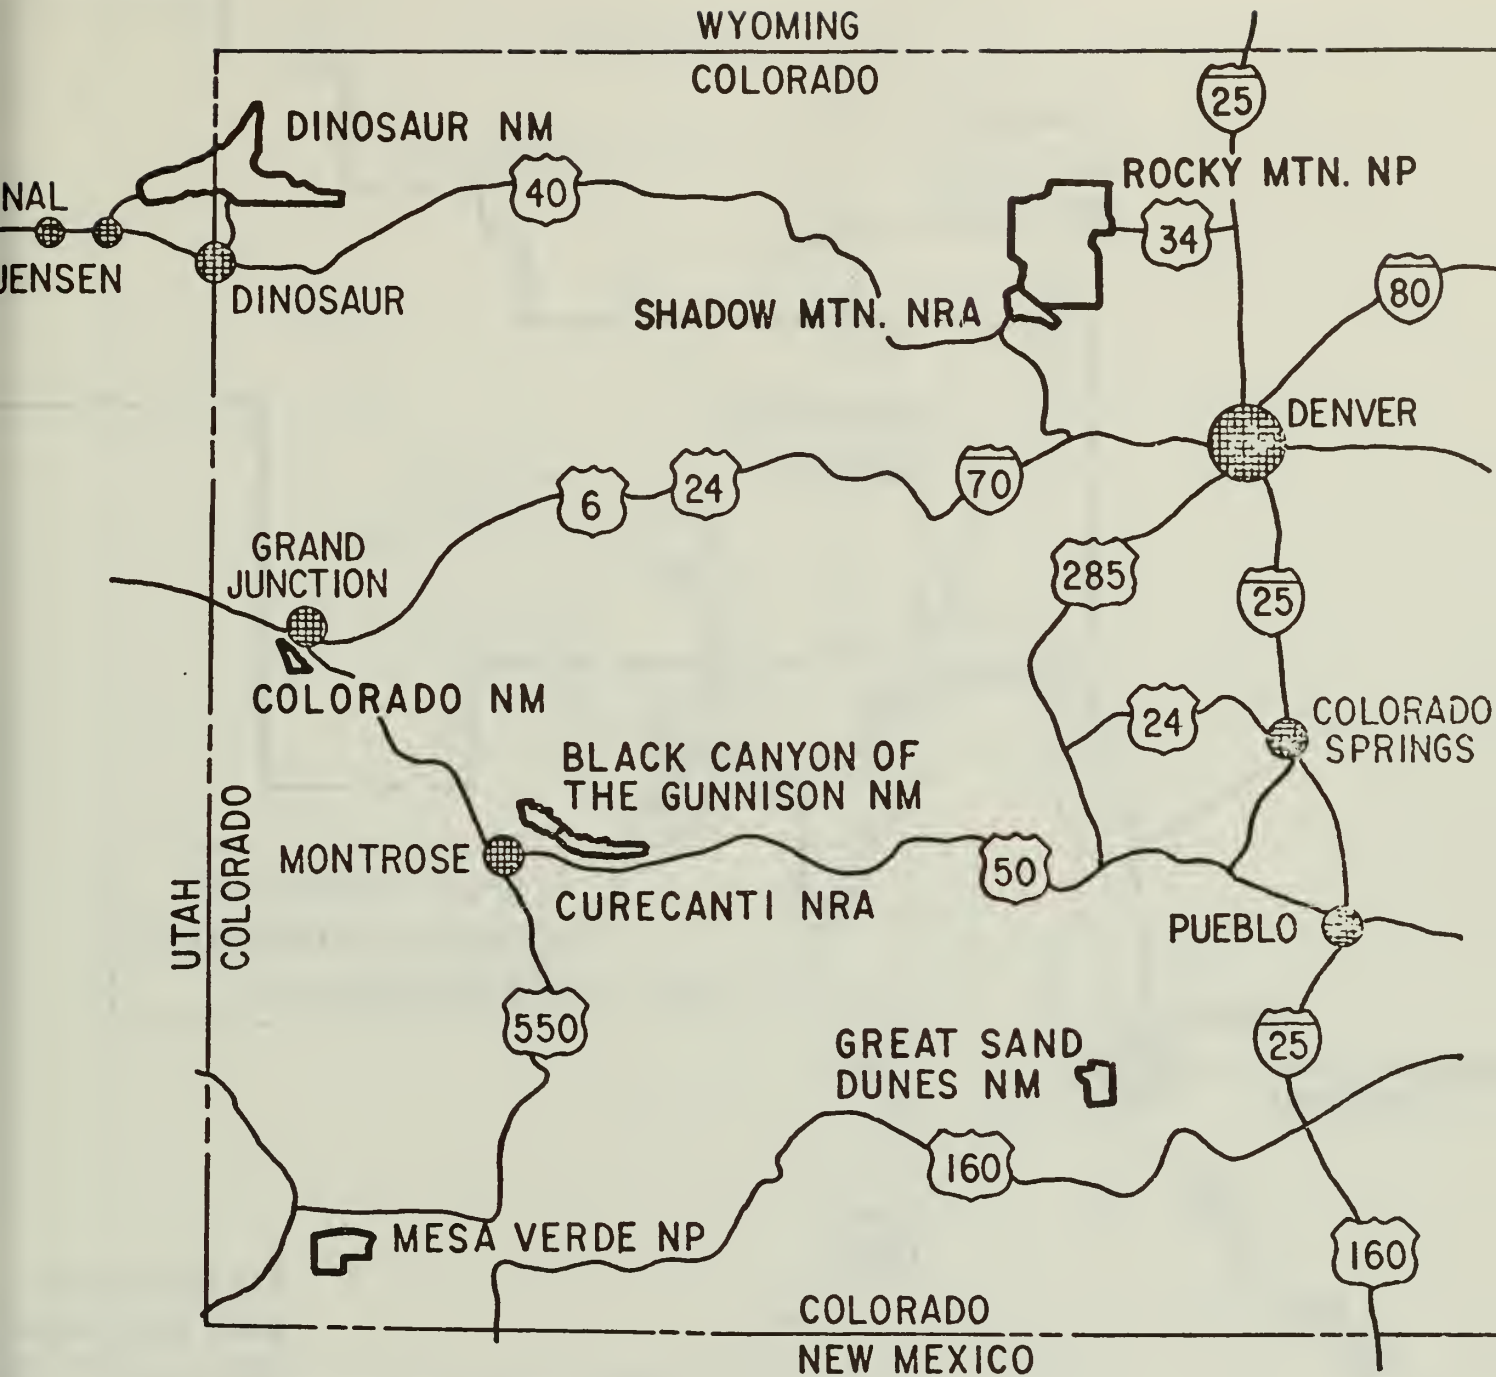 WYOMING
COLORADO
25
DINOSAUR NM
ROCKY MTN. NP
40
NAL
34
JENSEN
DINOSAUR
80
SHADOW MTN. NRA
DENVER
6
24
70
GRAND
JUNCTION
285
25
COLORADO NM
24
COLORADO
SPRINGS
BLACK CANYON OF
THE GUNNISON NM
UTAH
COLORADO
MONTROSE
50
CURECANTI NRA
PUEBLO
550
GREAT SAND
DUNES NM
25
160
MESA VERDE NP
160
COLORADO
NEW MEXICO